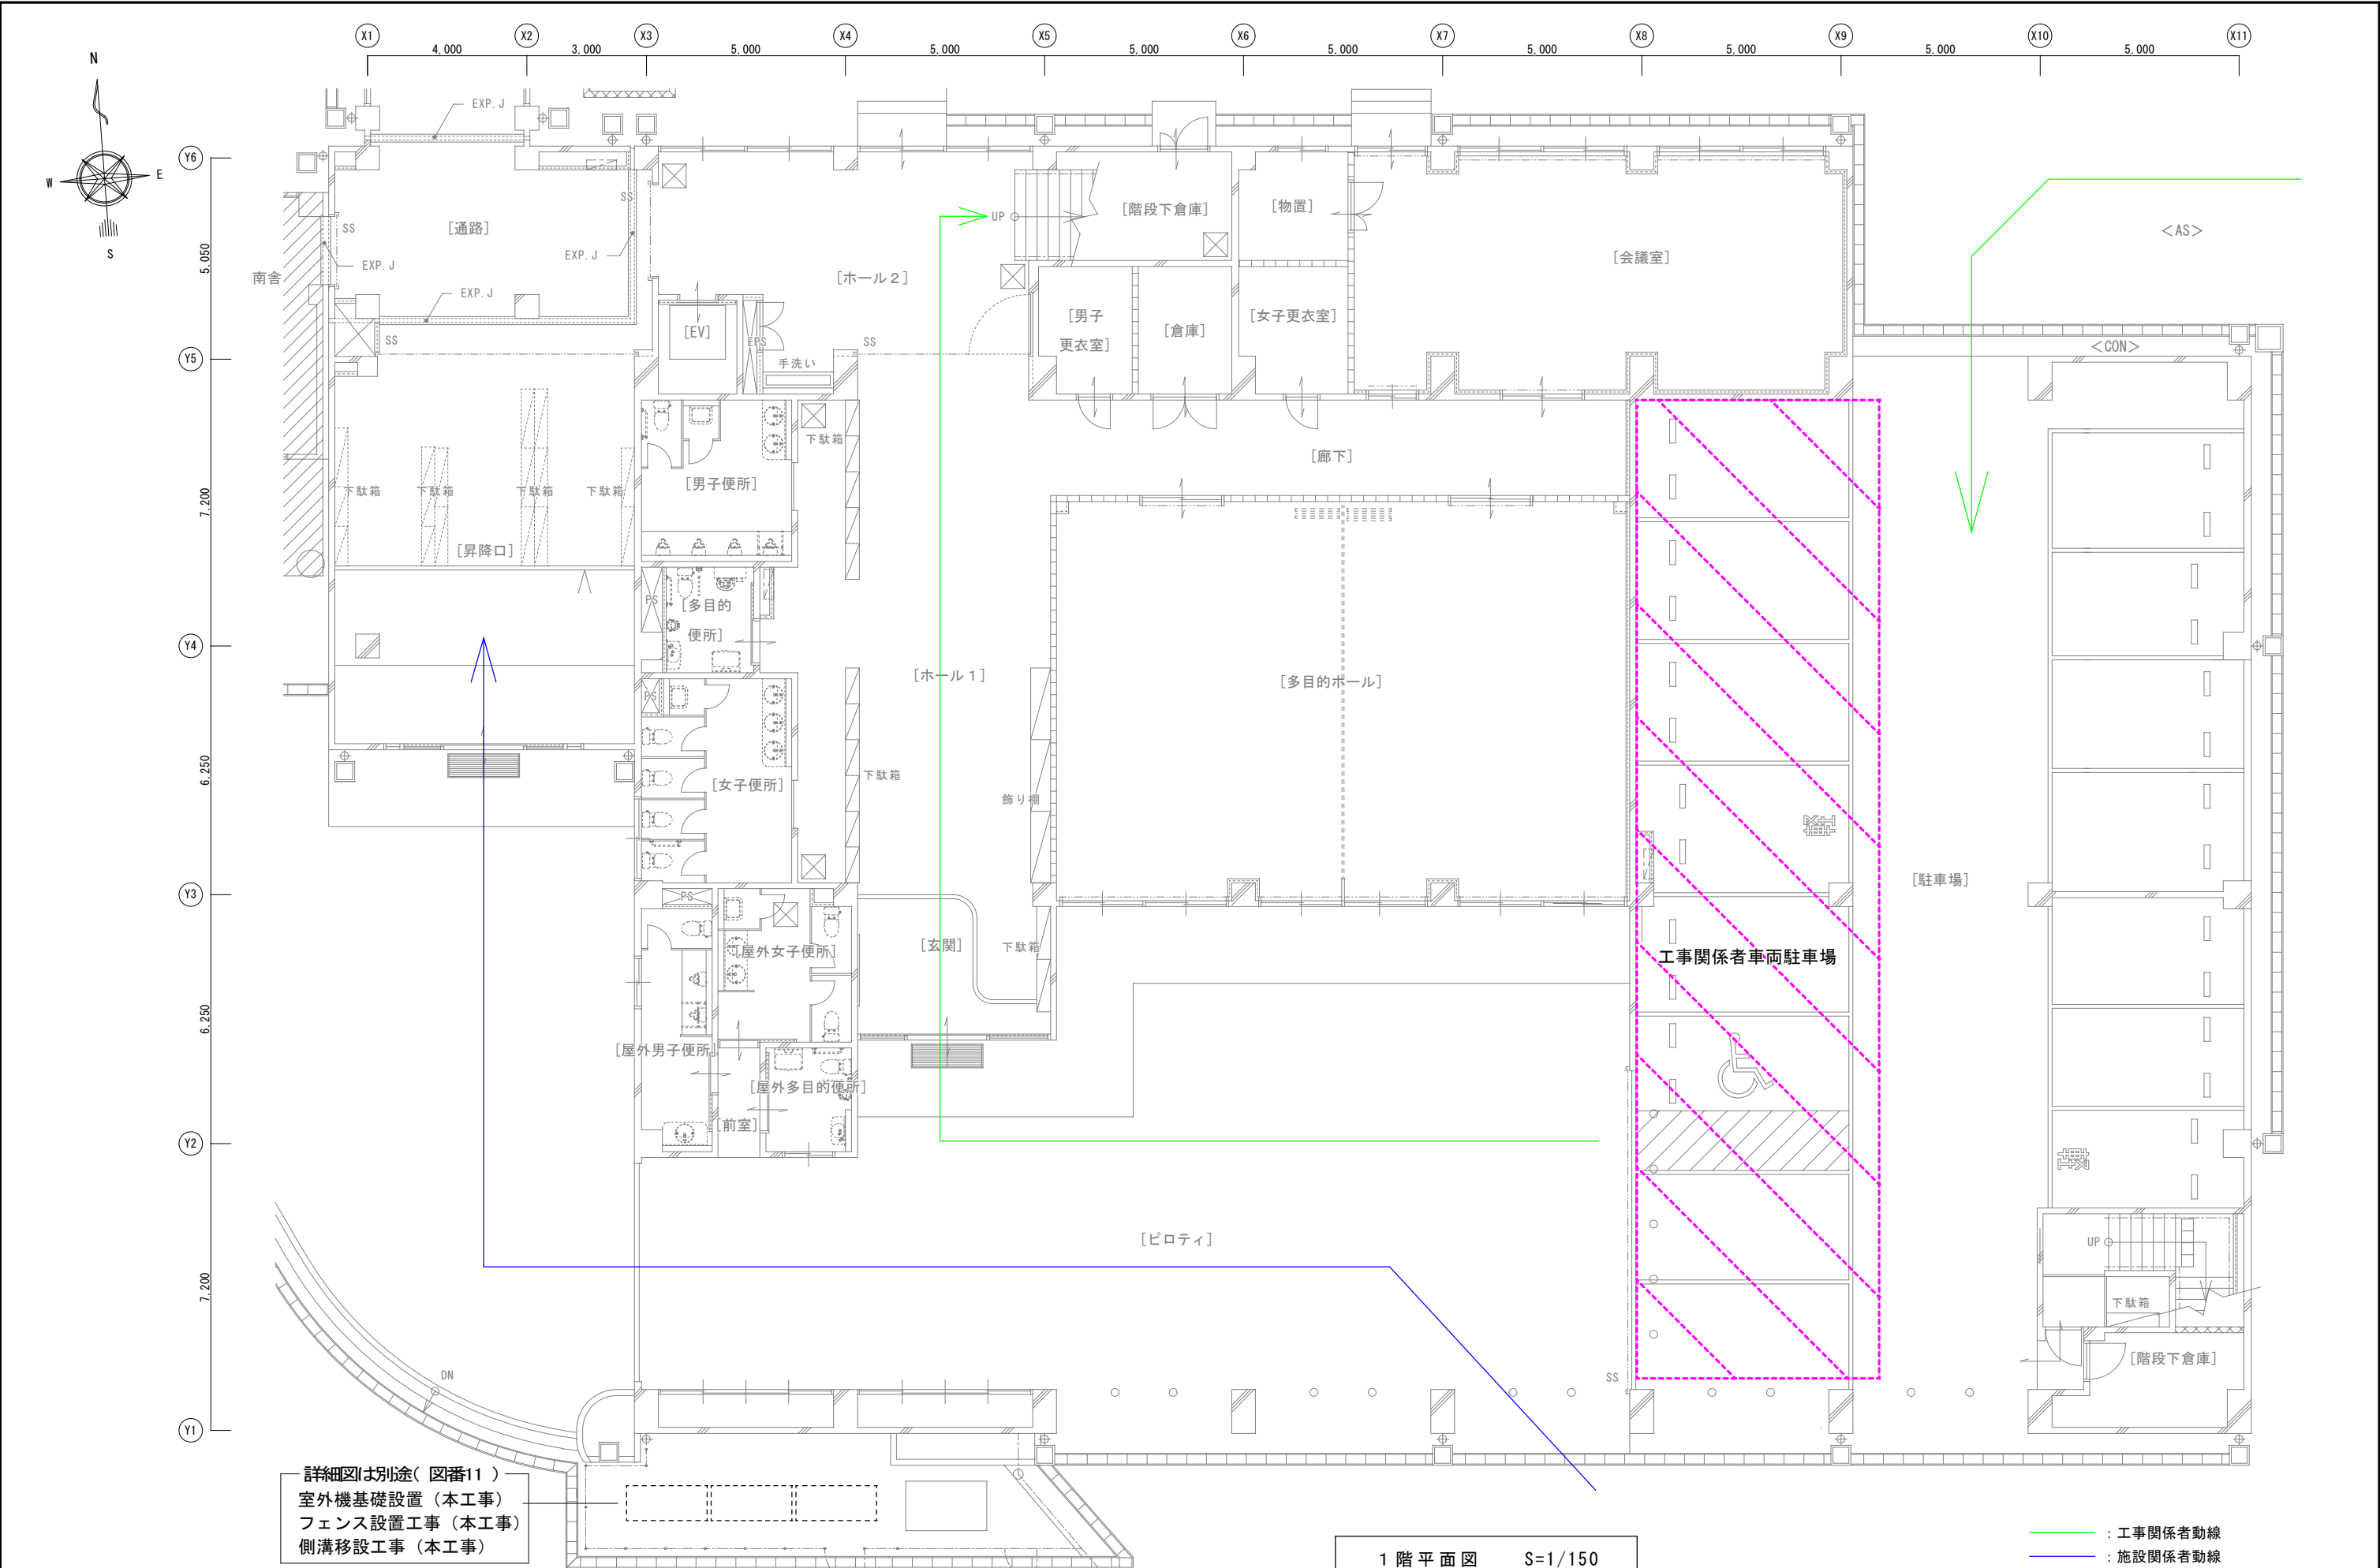 X1
X2
X3
X4
X5
X6
X7
X8
X9
X10
X11
4,000
3,000
5,000
5,000
5,000
5,000
5,000
5,000
5,000
5,000
N
W
E
S
Y6
5,050
Y5
7,200
Y4
6,250
Y3
6,250
Y2
7,200
Y1
EXP.J
SS
SS
[通路]
EXP.J
EXP.J
EXP.J
南舎
SS
[ホール2]
UP
[階段下倉庫]
[物置]
[会議室]
<AS>
[EV]
EPS
手洗い
SS
[男子
更衣室]
[倉庫]
[女子更衣室]
<CON>
下駄箱
下駄箱
下駄箱
下駄箱
下駄箱
[男子便所]
[廊下]
[昇降口]
PS
[多目的
便所]
PS
[ホール1]
[多目的ホール]
[女子便所]
下駄箱
飾り棚
軽
[駐車場]
PS
[屋外女子便所]
[玄関]
下駄箱
工事関係者車両駐車場
[屋外男子便所]
[屋外多目的便所]
[前室]
軽
[ピロティ]
UP
下駄箱
[階段下倉庫]
SS
DN
詳細図は別途( 図番11 )
室外機基礎設置(本工事)
フェンス設置工事(本工事)
側溝移設工事(本工事)
1階平面図 S=1/150
:工事関係者動線
:施設関係者動線